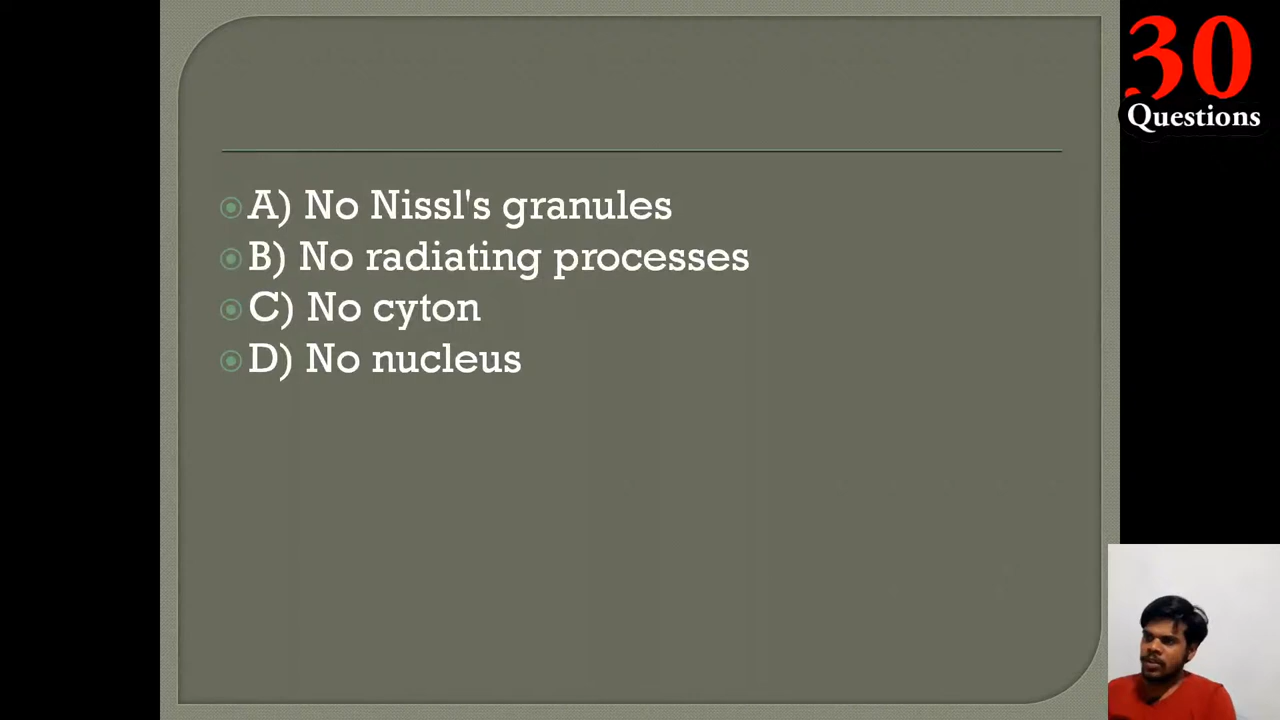 30
Questions
A) No Nissl's granules
B) No radiating processes
C) No cyton
D) No nucleus